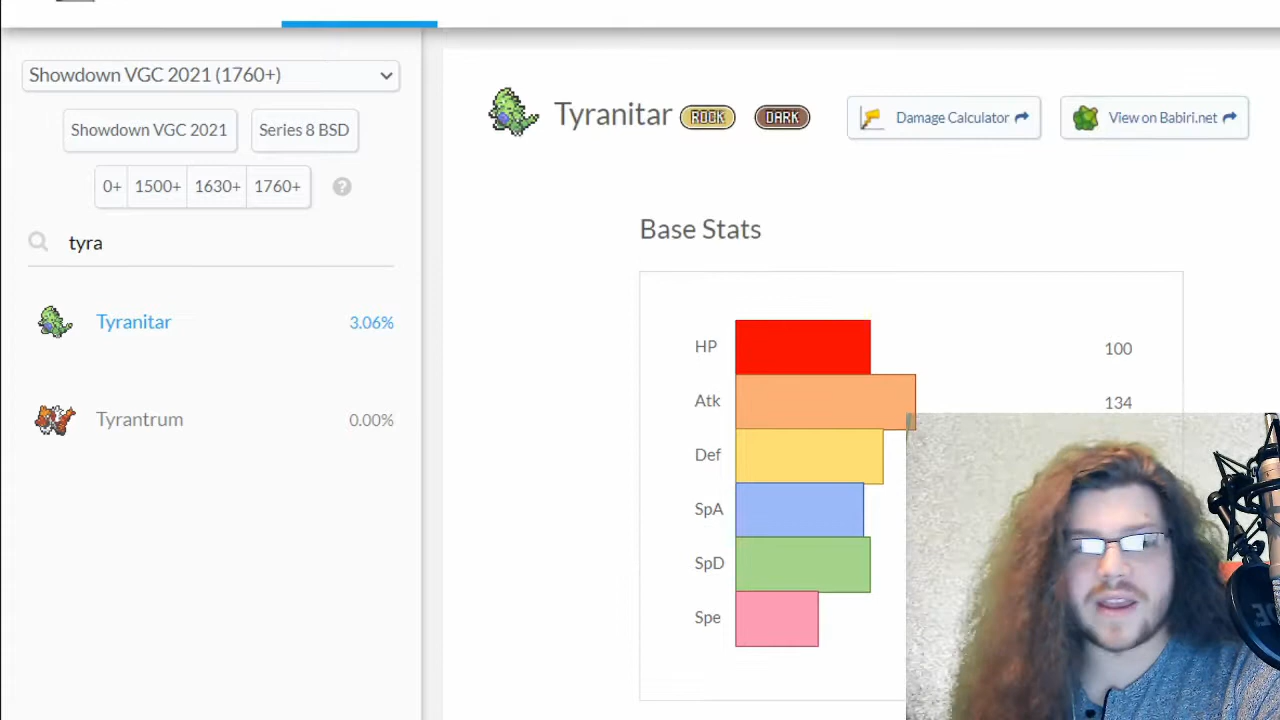 Showdown VGC 2021 (1760+)
Showdown VGC 2021
Series 8 BSD
0+
1500+
1630+
1760+
?
tyra
Tyranitar
3.06%
Tyrantrum
0.00%
Tyranitar
ROCK
DARK
Damage Calculator
View on Babiri.net
Base Stats
HP
100
Atk
134
Def
SpA
SpD
Spe